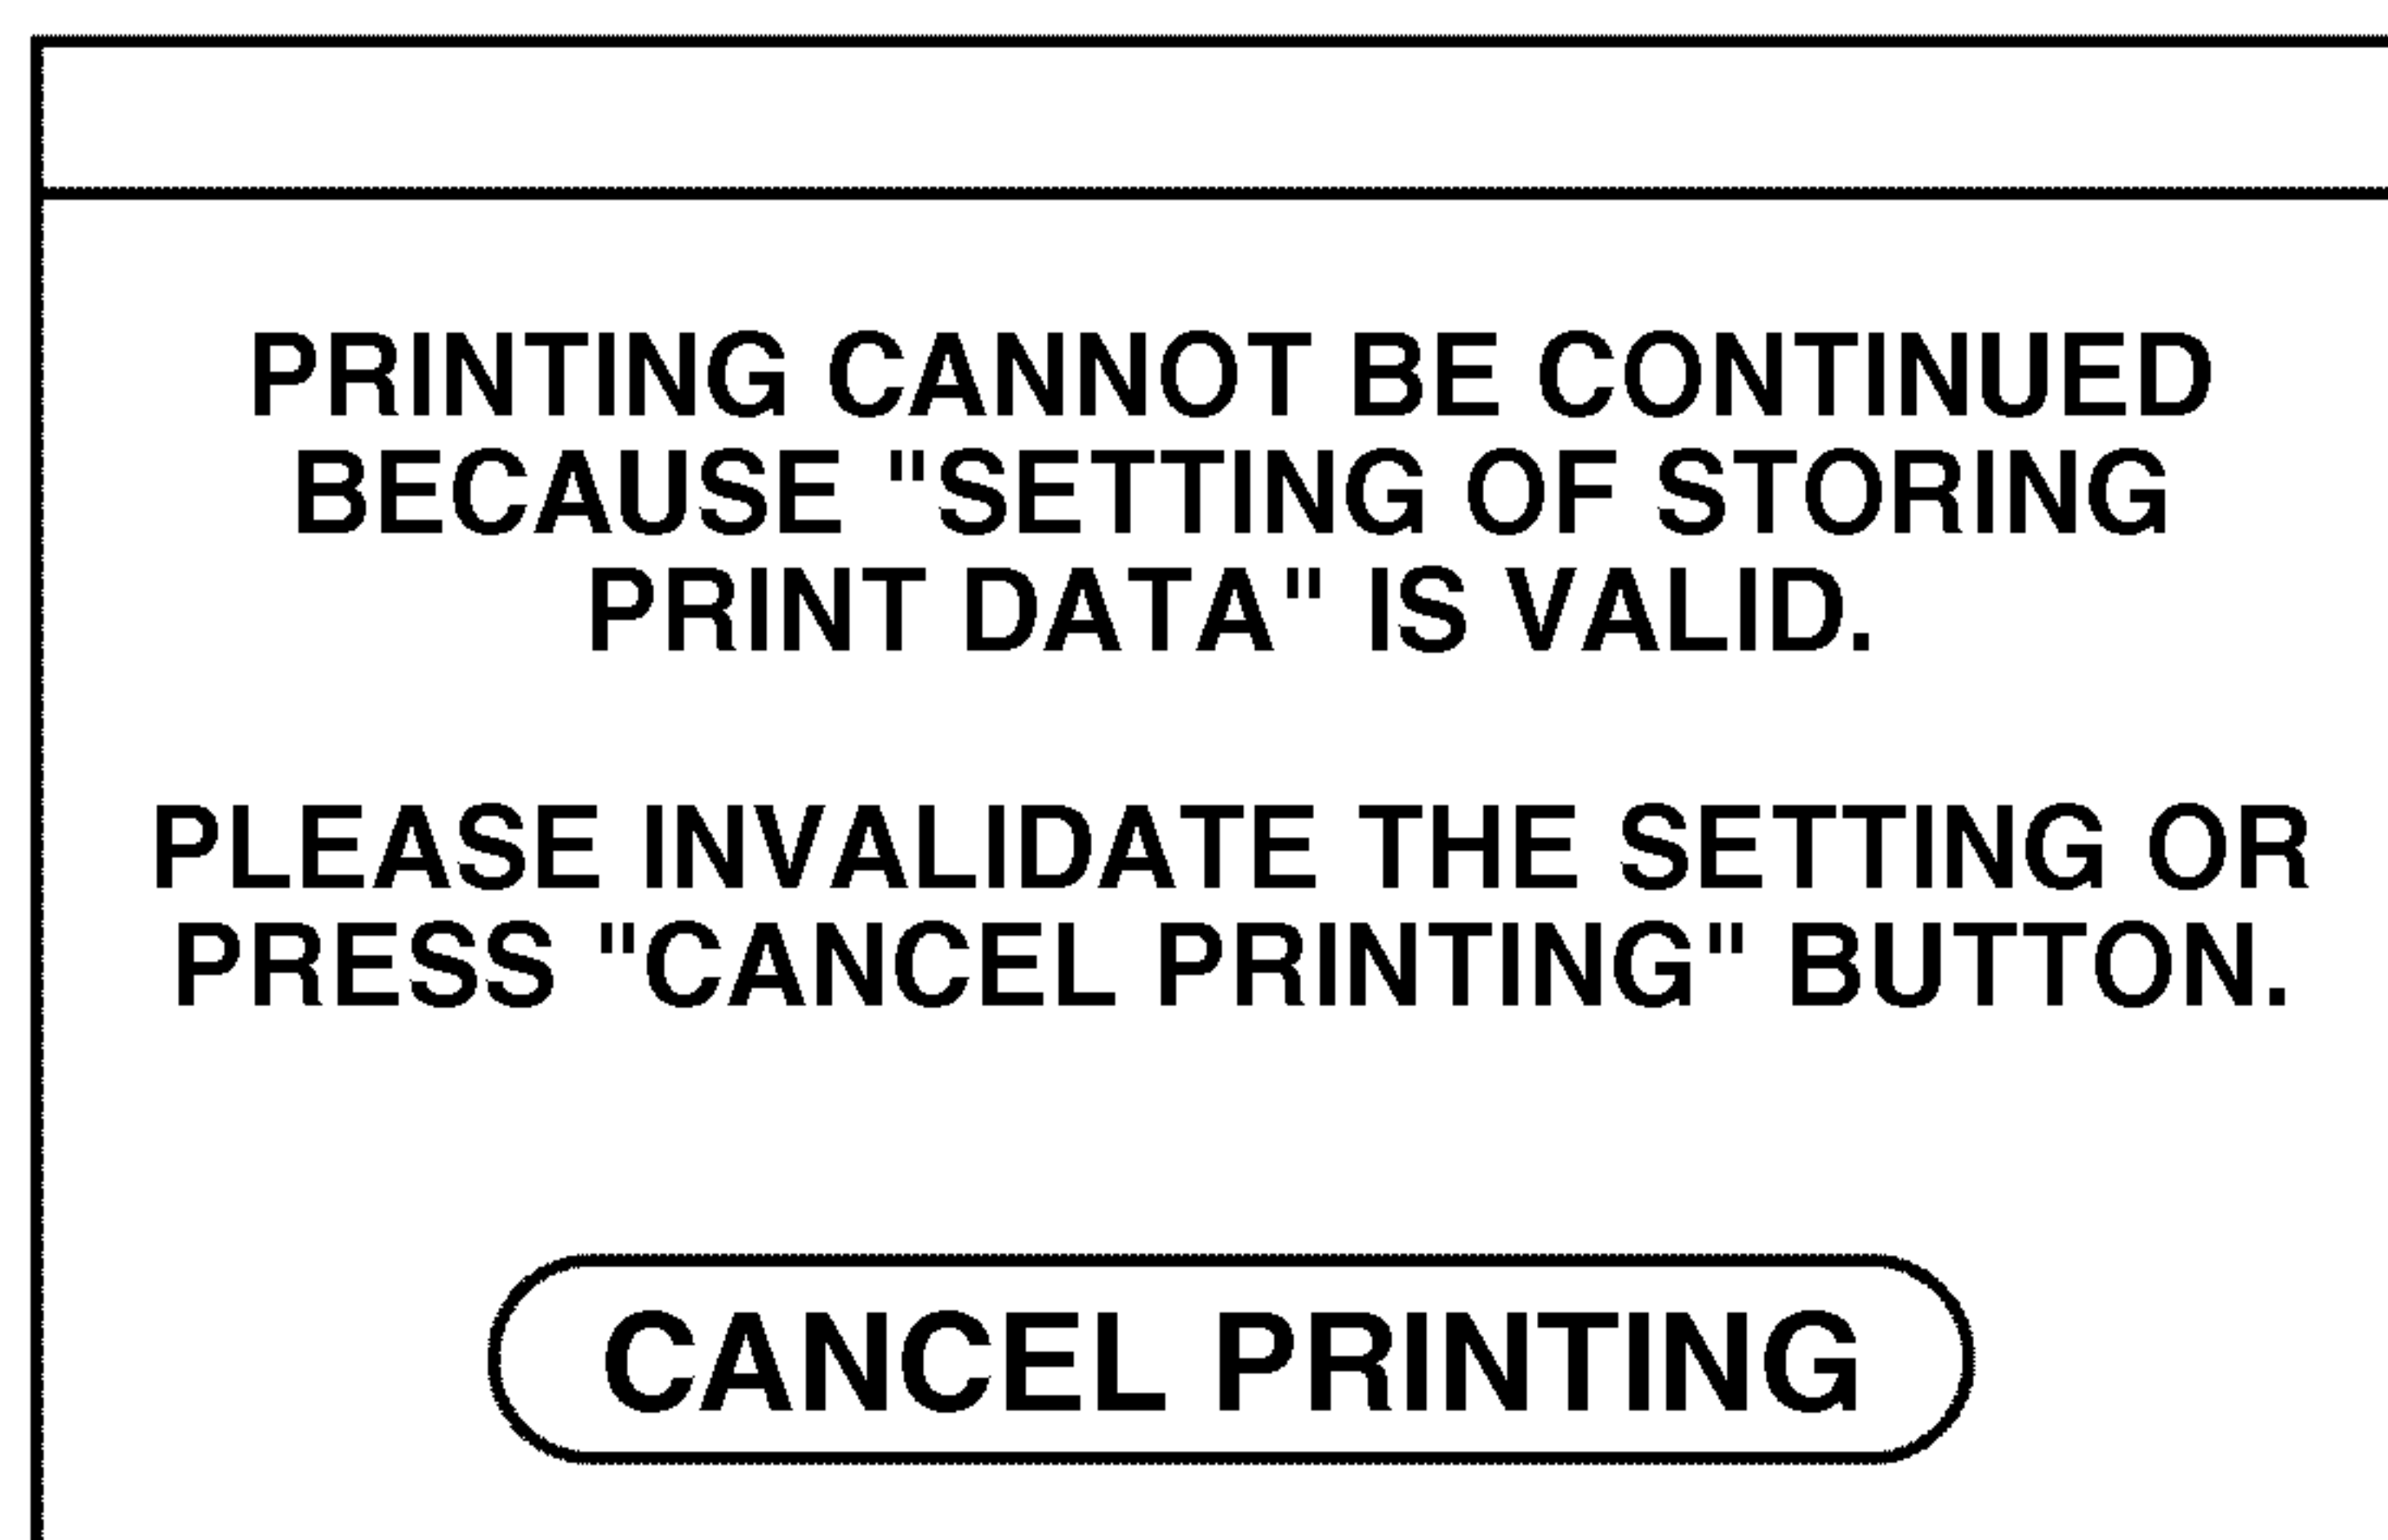 PRINTING CANNOT BE CONTINUED
BECAUSE "SETTING OF STORING
PRINT DATA" IS VALID.
PLEASE INVALIDATE THE SETTING OR
PRESS "CANCEL PRINTING" BUTTON.
CANCEL PRINTING